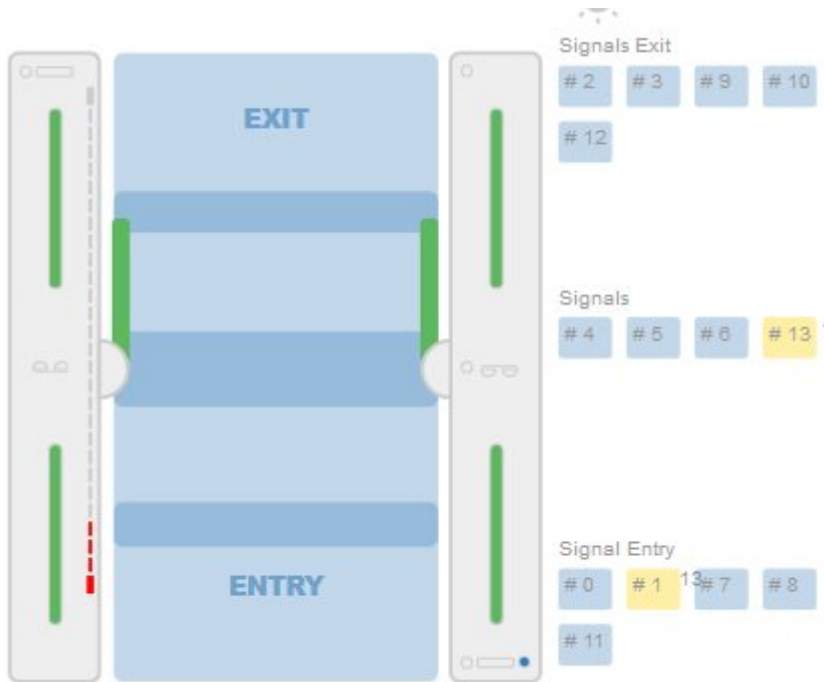 Signals Exit
# 2 # 3 # 9 # 10
# 12
EXIT
Signals
# 4 # 5 # 6 # 13
Signal Entry
# 0 # 1 13 # 7 # 8
ENTRY
# 11